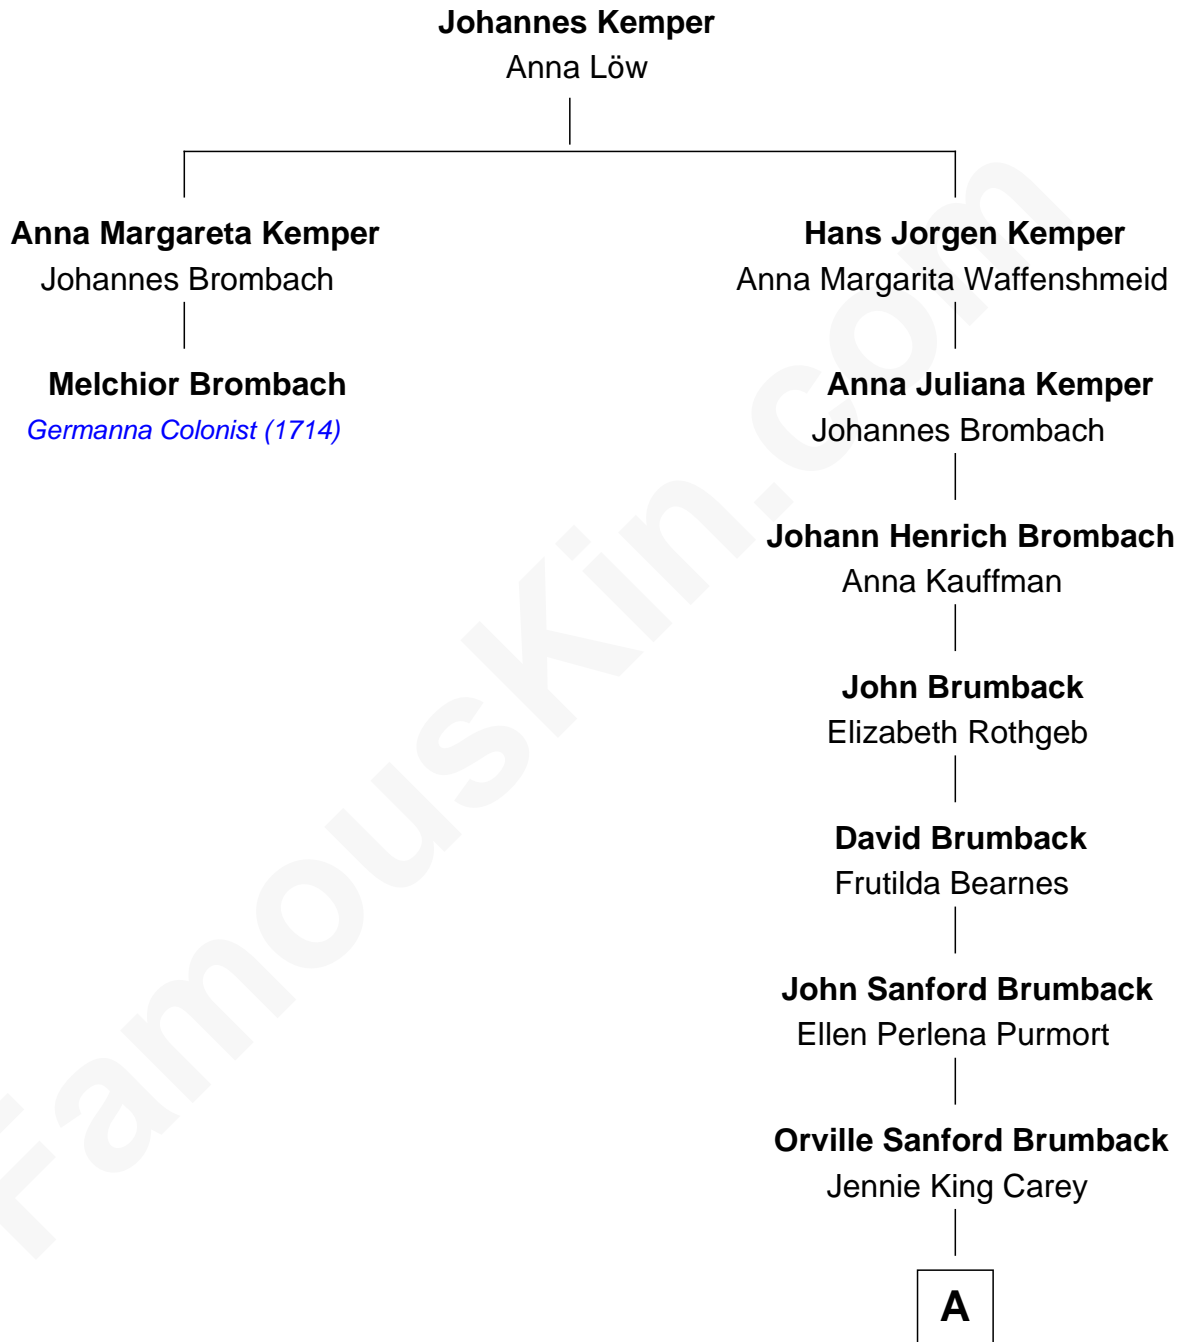 Johannes Kemper
Anna Löw
Anna Margareta Kemper
Johannes Brombach
Melchior Brombach
Germanna Colonist (1714)
Hans Jorgen Kemper
Anna Margarita Waffenshmeid
Anna Juliana Kemper
Johannes Brombach
Johann Henrich Brombach
Anna Kauffman
John Brumback
Elizabeth Rothgeb
David Brumback
Frutilda Bearnes
John Sanford Brumback
Ellen Perlena Purmort
Orville Sanford Brumback
Jennie King Carey
A
FamousKin.com